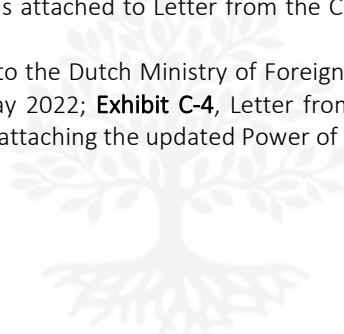 s attached to Letter from the C
to the Dutch Ministry of Foreign
ay 2022; Exhibit C-4, Letter fron
attaching the updated Power of